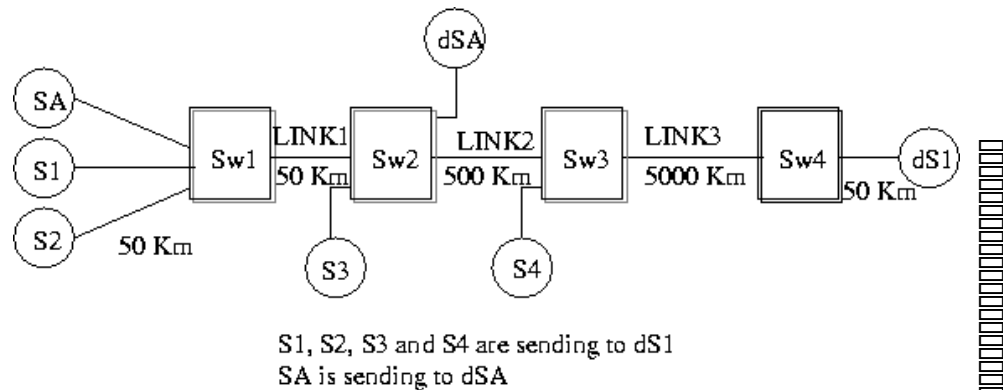 dSA
SA
S1
S2
50 Km
Sw1
LINK1
50 Km
Sw2
S3
LINK2
500 Km
Sw3
S4
LINK3
5000 Km
Sw4
50 Km
dS1
S1, S2, S3 and S4 are sending to dS1
SA is sending to dSA